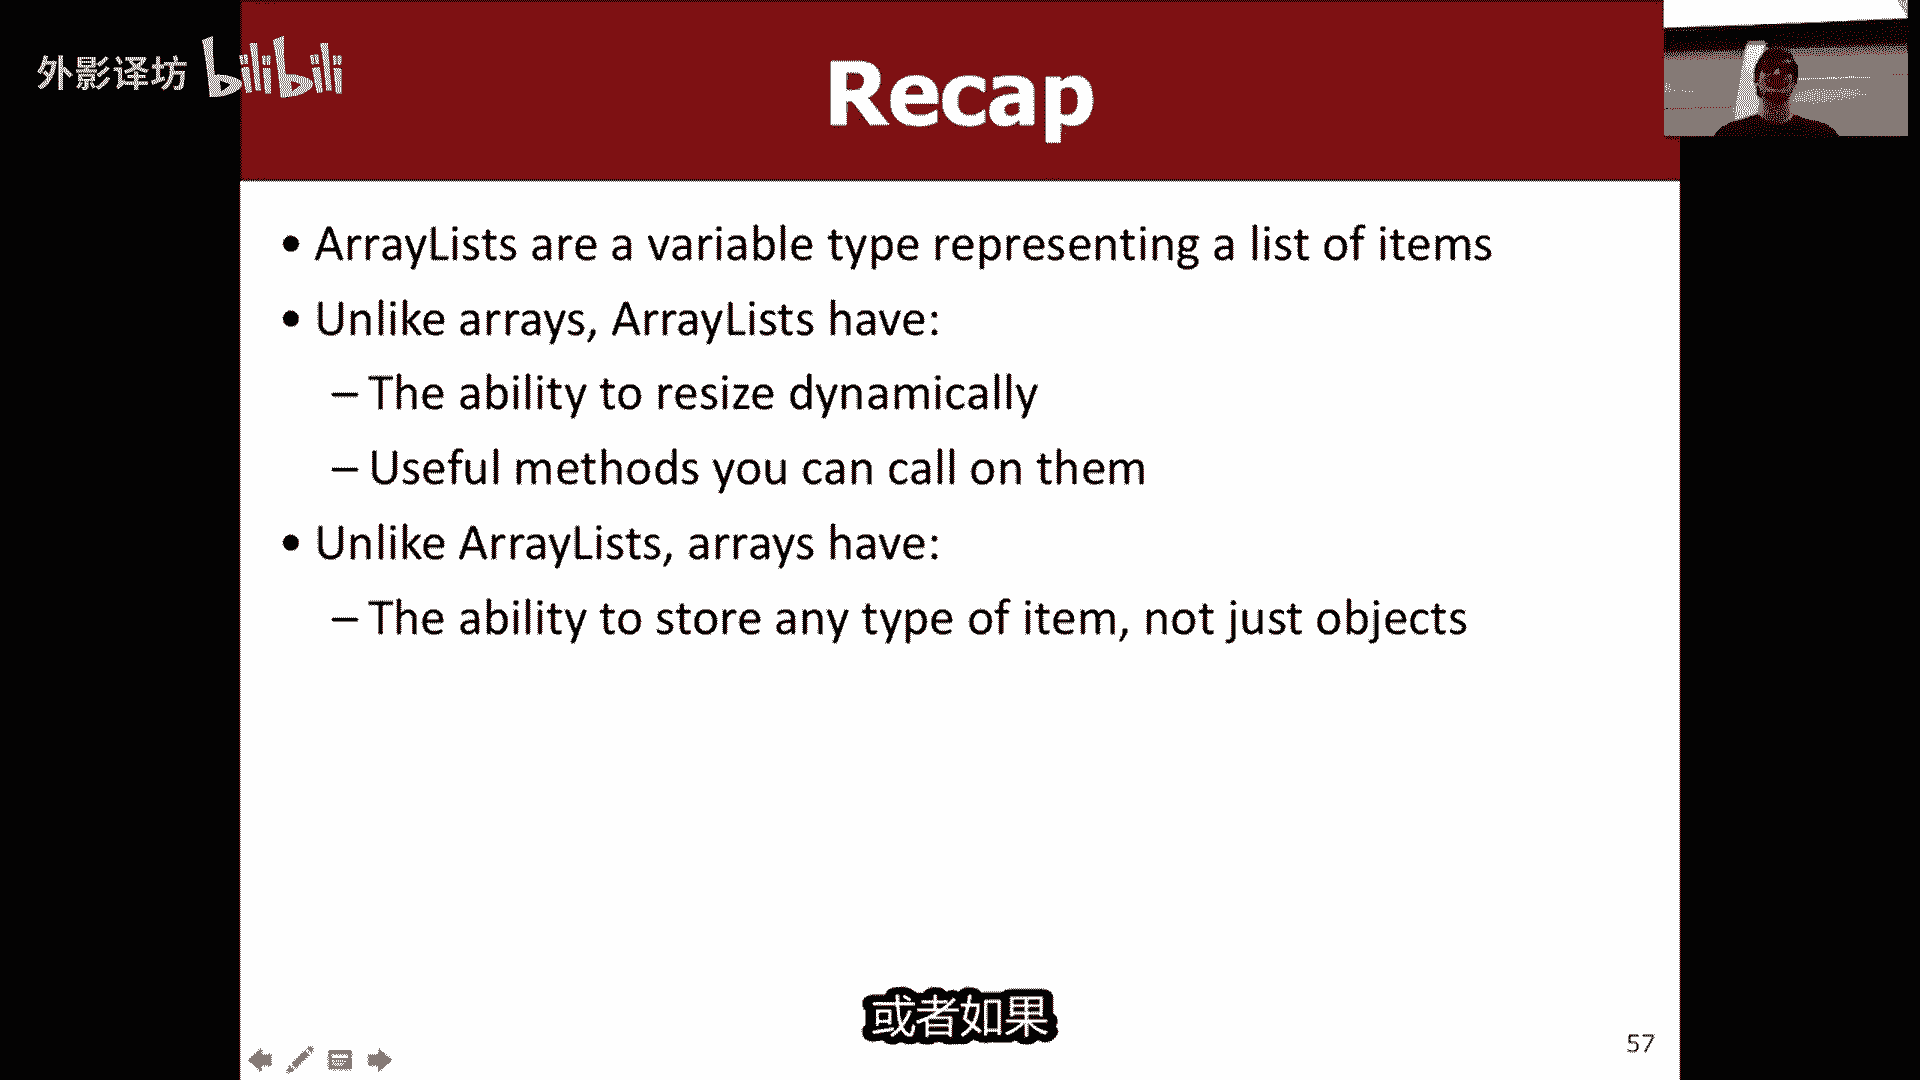 外影译坊 bilibili
Recap
• ArrayLists are a variable type representing a list of items
• Unlike arrays, ArrayLists have:
– The ability to resize dynamically
– Useful methods you can call on them
• Unlike ArrayLists, arrays have:
– The ability to store any type of item, not just objects
或者如果
57